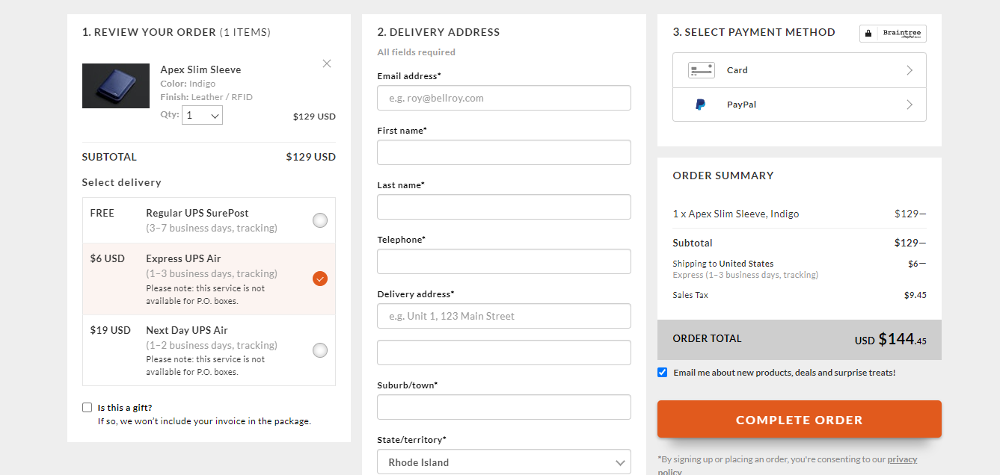 1. REVIEW YOUR ORDER (1 ITEMS)
Apex Slim Sleeve
Color: Indigo
Finish: Leather / RFID
Qty: 1
$129 USD
SUBTOTAL $129 USD
Select delivery
FREE Regular UPS SurePost
(3–7 business days, tracking)
$6 USD Express UPS Air
(1–3 business days, tracking)
Please note: this service is not
available for P.O. boxes.
$19 USD Next Day UPS Air
(1–2 business days, tracking)
Please note: this service is not
available for P.O. boxes.
Is this a gift?
If so, we won’t include your invoice in the package.
2. DELIVERY ADDRESS
All fields required
Email address*
e.g. roy@bellroy.com
First name*
Last name*
Telephone*
Delivery address*
e.g. Unit 1, 123 Main Street
Suburb/town*
State/territory*
Rhode Island
3. SELECT PAYMENT METHOD
Braintree
Card
PayPal
ORDER SUMMARY
1 x Apex Slim Sleeve, Indigo $129—
Subtotal $129—
Shipping to United States $6—
Express (1–3 business days, tracking)
Sales Tax $9.45
ORDER TOTAL USD $144.45
Email me about new products, deals and surprise treats!
COMPLETE ORDER
*By signing up or placing an order, you're consenting to our privacy
policy